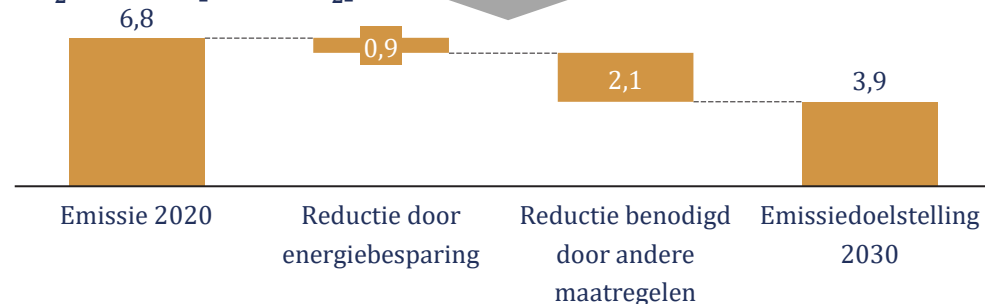 6,8
0,9
2,1
3,9
Emissie 2020
Reductie door
energiebesparing
Reductie benodigd
door andere
maatregelen
Emissiedoelstelling
2030